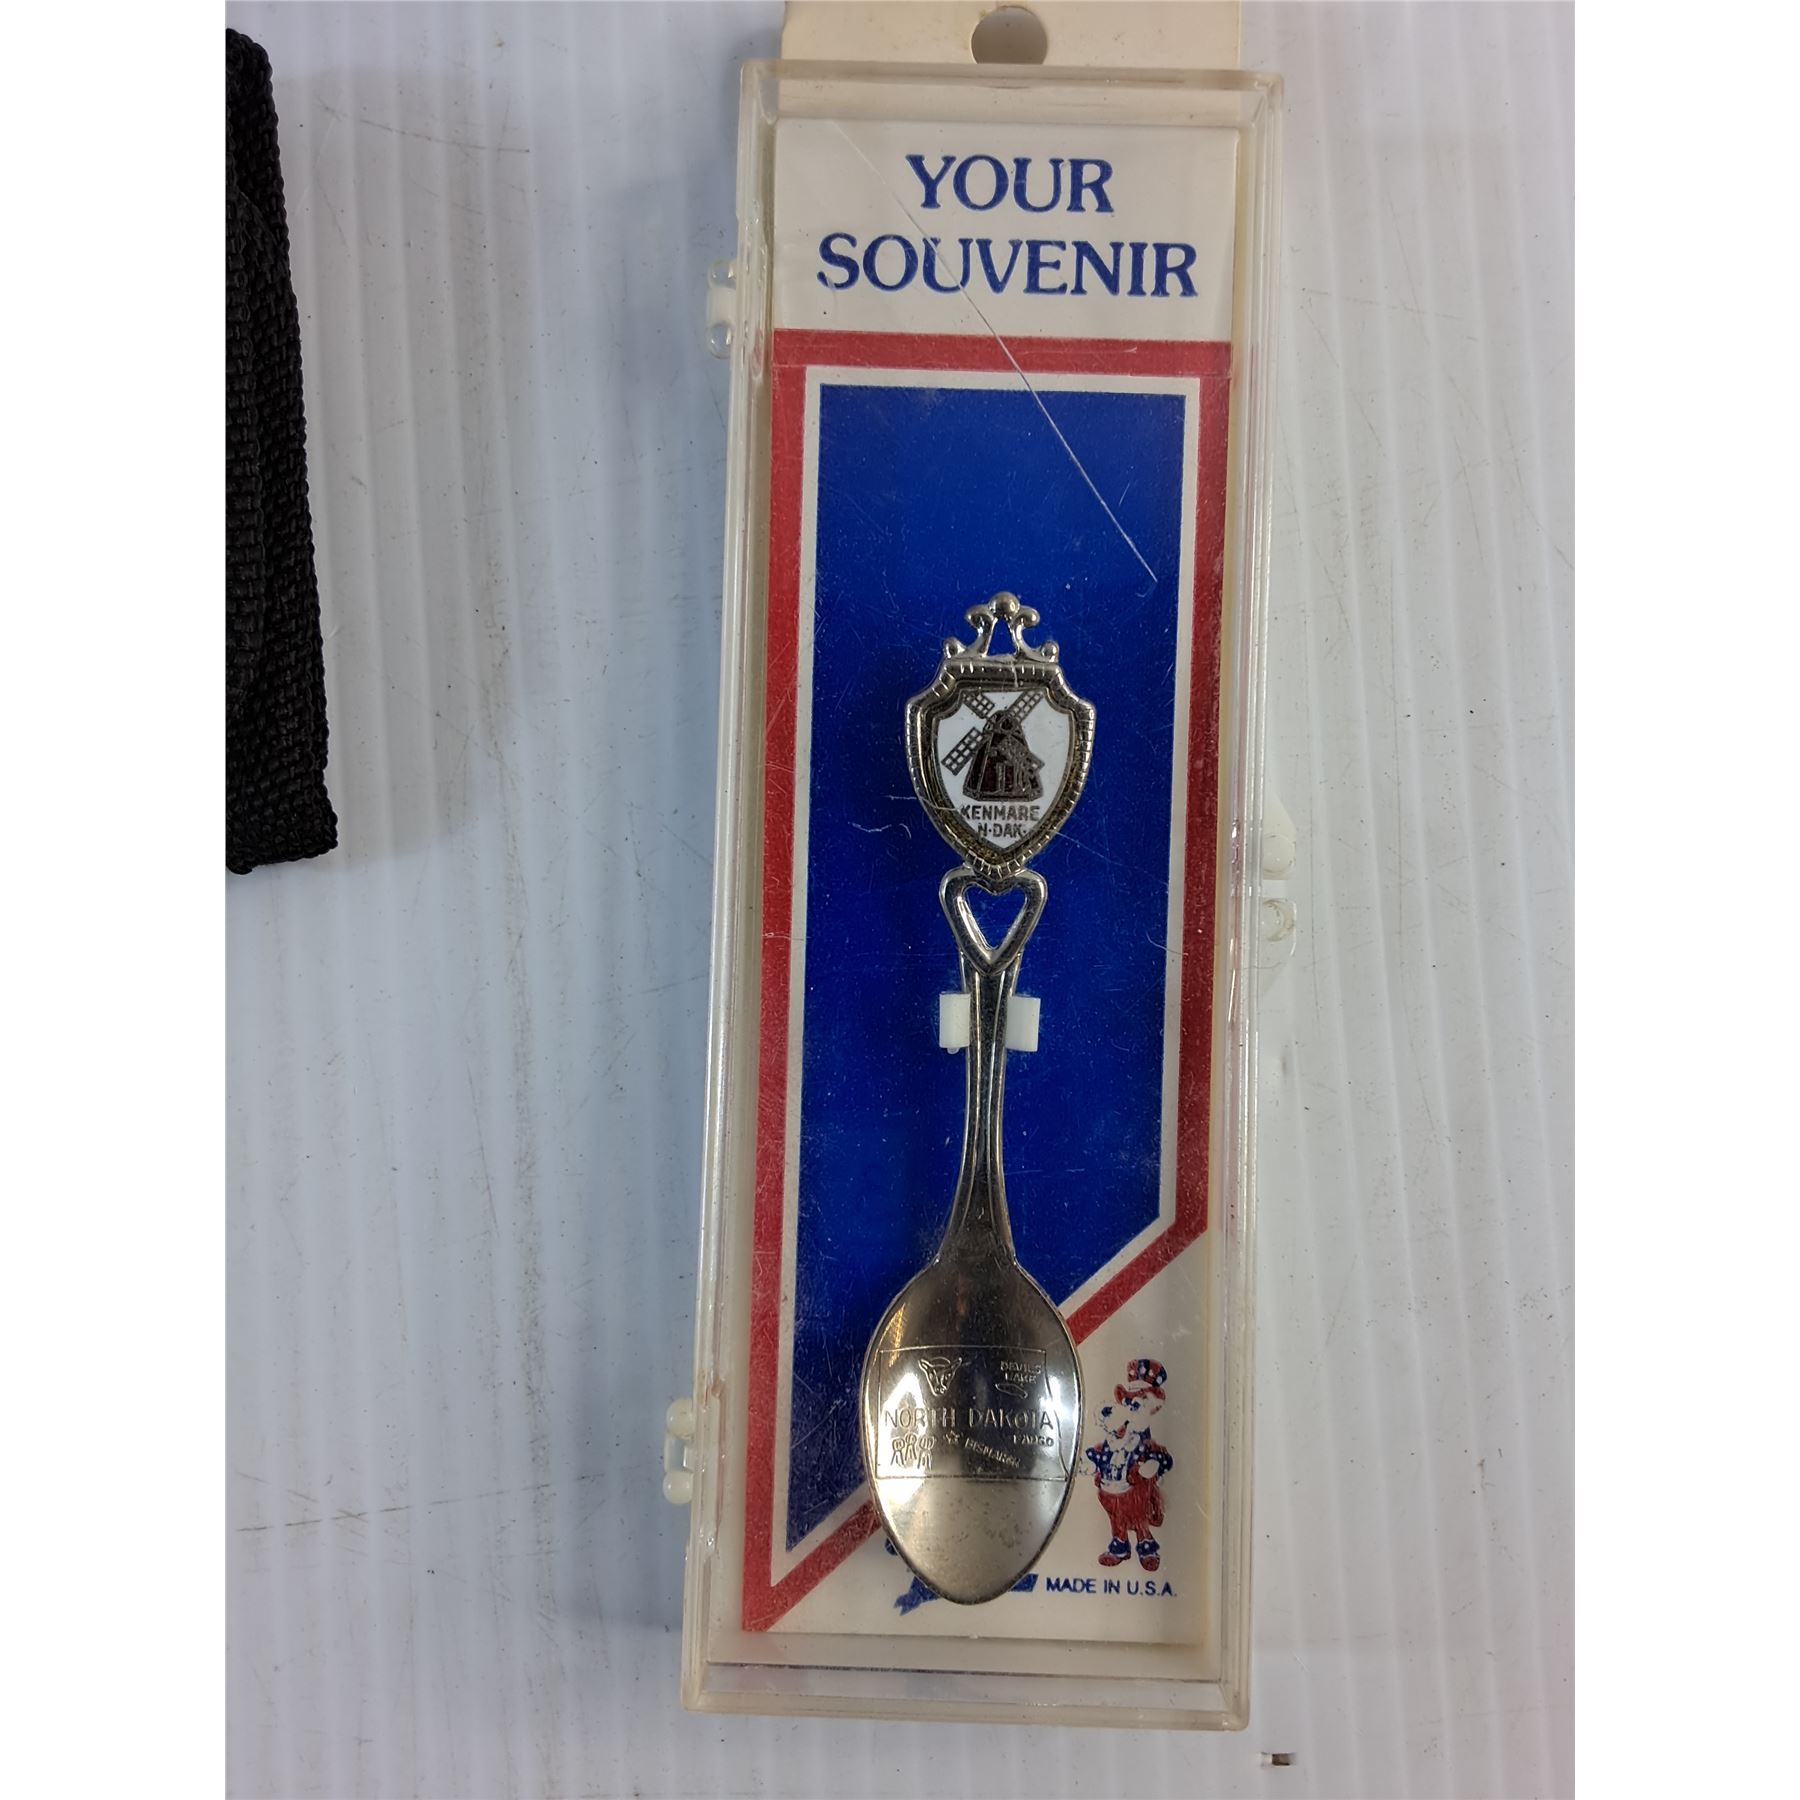 YOUR
SOUVENIR
KENMARE
N·DAK·
DEVILS
LAKE
NORTH DAKOTA
FARGO
BISMARCK
MADE IN U.S.A.